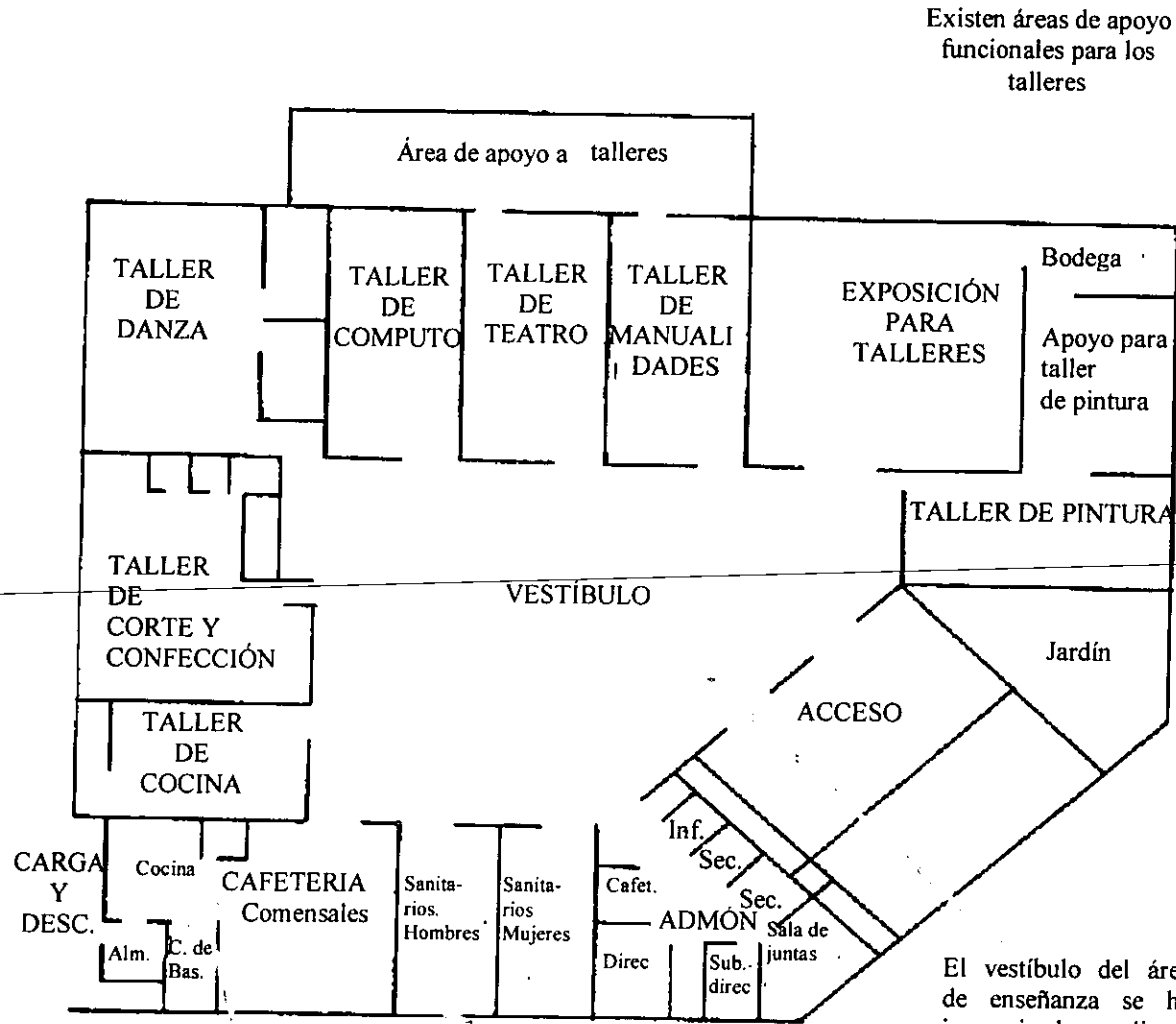 Existen áreas de apoyo
funcionales para los
talleres
Área de apoyo a talleres
TALLER
DE
DANZA
TALLER
DE
COMPUTO
TALLER
DE
TEATRO
TALLER
DE
MANUALI
DADES
EXPOSICIÓN
PARA
TALLERES
Bodega
Apoyo para
taller
de pintura
TALLER DE PINTURA
TALLER
DE
CORTE Y
CONFECCIÓN
VESTÍBULO
Jardín
ACCESO
TALLER
DE
COCINA
CARGA
Y
DESC.
Cocina
Alm.
C. de
Bas.
CAFETERIA
Comensales
Sanita-
rios.
Hombres
Sanita-
rios
Mujeres
Cafet.
Inf.
Sec.
Sec.
ADMÓN
Sala de
juntas
Direc
Sub.-
direc
El vestíbulo del áre
de enseñanza se h